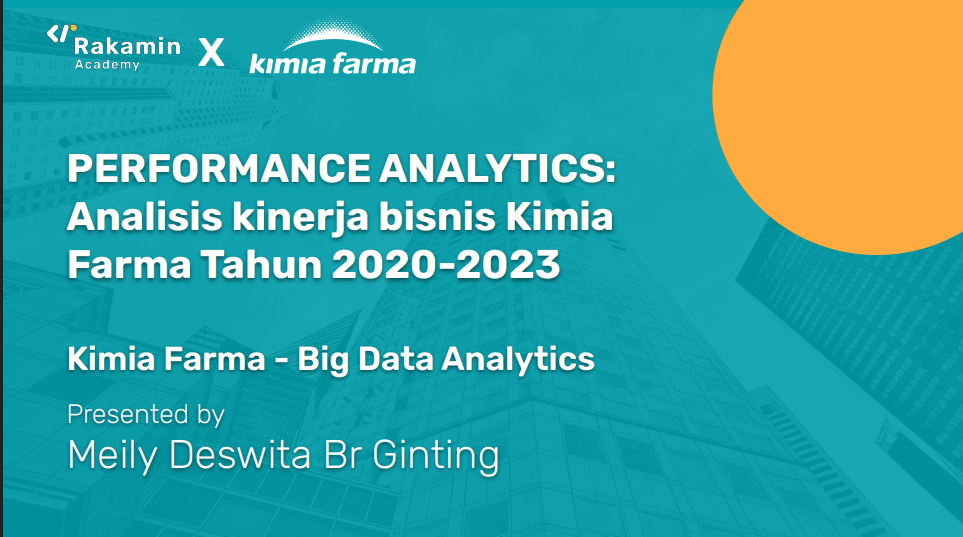 Rakamin
Academy
X
kimia farma
PERFORMANCE ANALYTICS:
Analisis kinerja bisnis Kimia
Farma Tahun 2020-2023
Kimia Farma - Big Data Analytics
Presented by
Meily Deswita Br Ginting